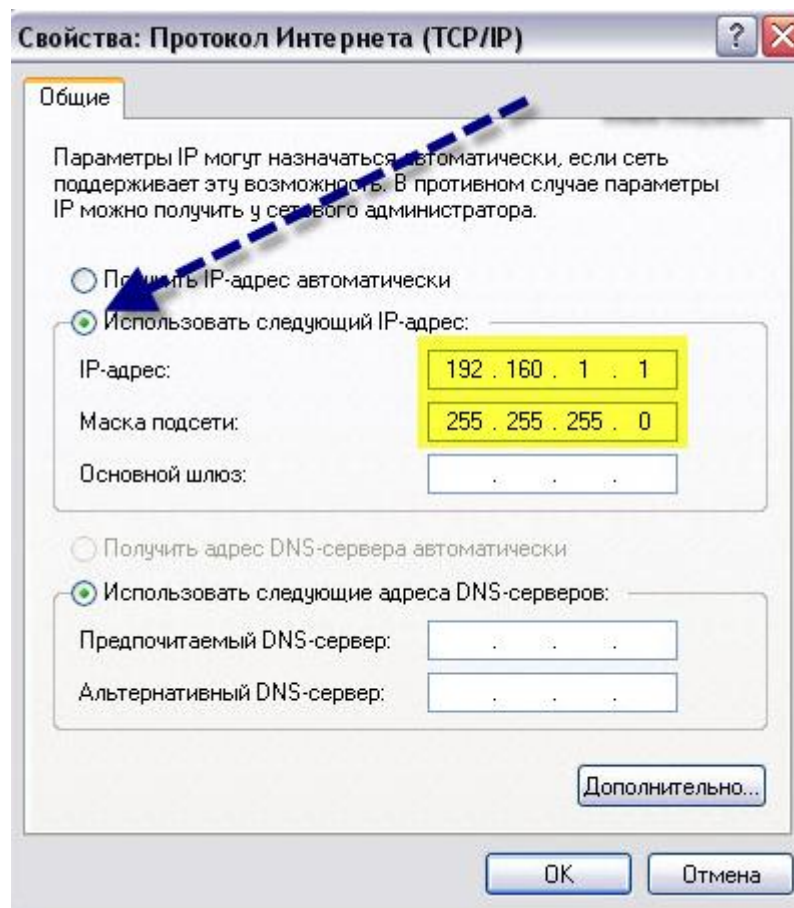 Свойства: Протокол Интернета (TCP/IP)
Общие
Параметры IP могут назначаться автоматически, если сеть
поддерживает эту возможность. В противном случае параметры
IP можно получить у сетевого администратора.
Получить IP-адрес автоматически
Использовать следующий IP-адрес:
IP-адрес: 192 . 160 . 1 . 1
Маска подсети: 255 . 255 . 255 . 0
Основной шлюз: . . .
Получить адрес DNS-сервера автоматически
Использовать следующие адреса DNS-серверов:
Предпочитаемый DNS-сервер: . . .
Альтернативный DNS-сервер: . . .
Дополнительно...
OK Отмена